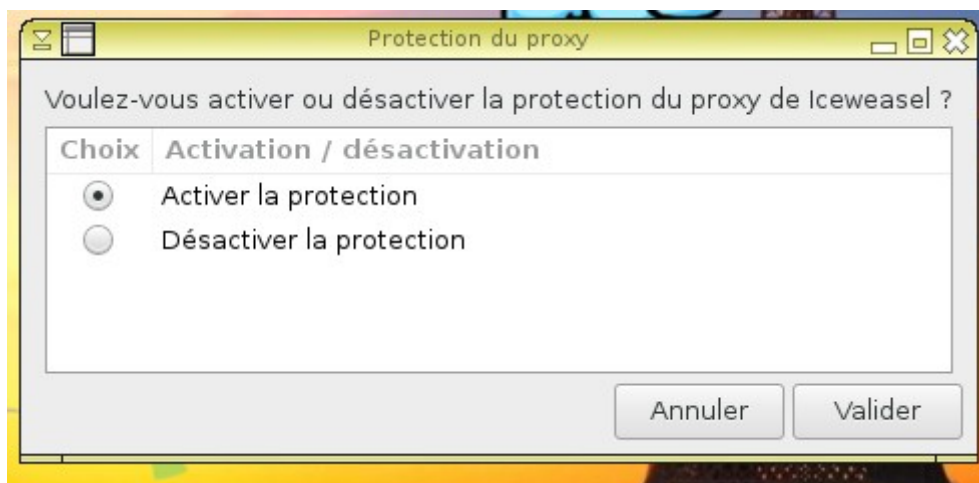 Protection du proxy
Voulez-vous activer ou désactiver la protection du proxy de Iceweasel ?
Choix Activation / désactivation
Activer la protection
Désactiver la protection
Annuler Valider